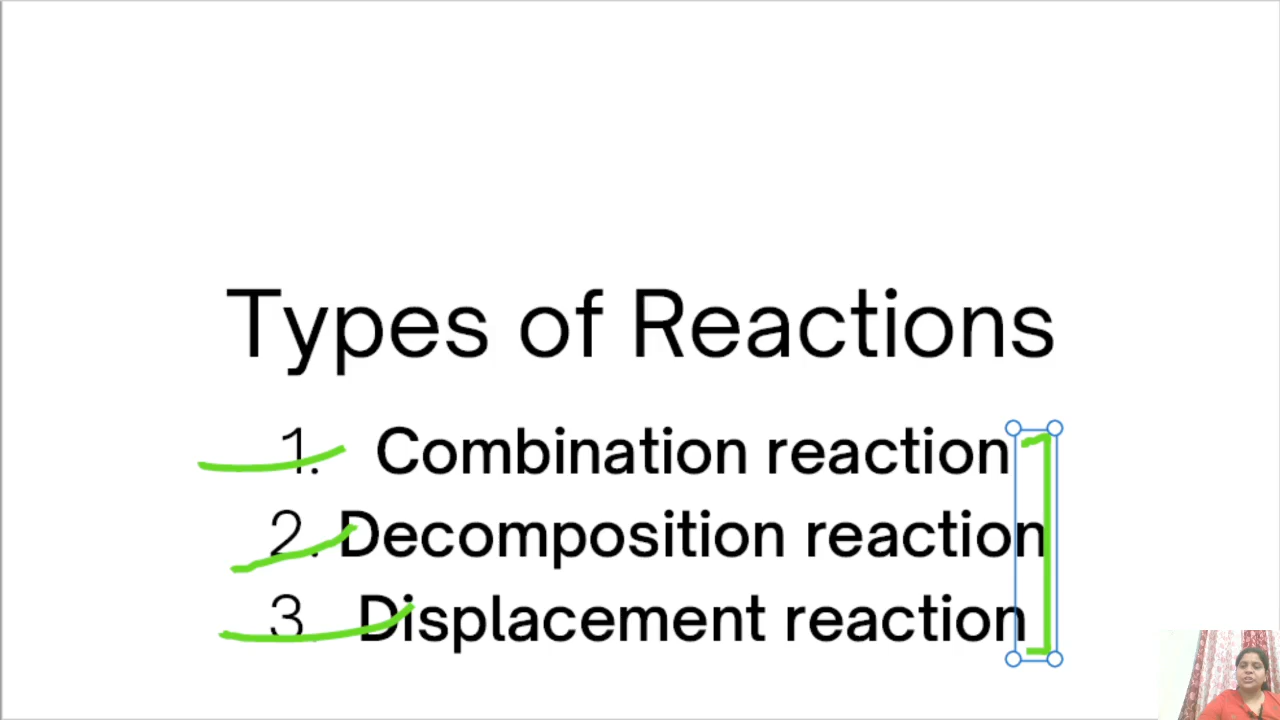 Types of Reactions
1. Combination reaction
2. Decomposition reaction
3. Displacement reaction